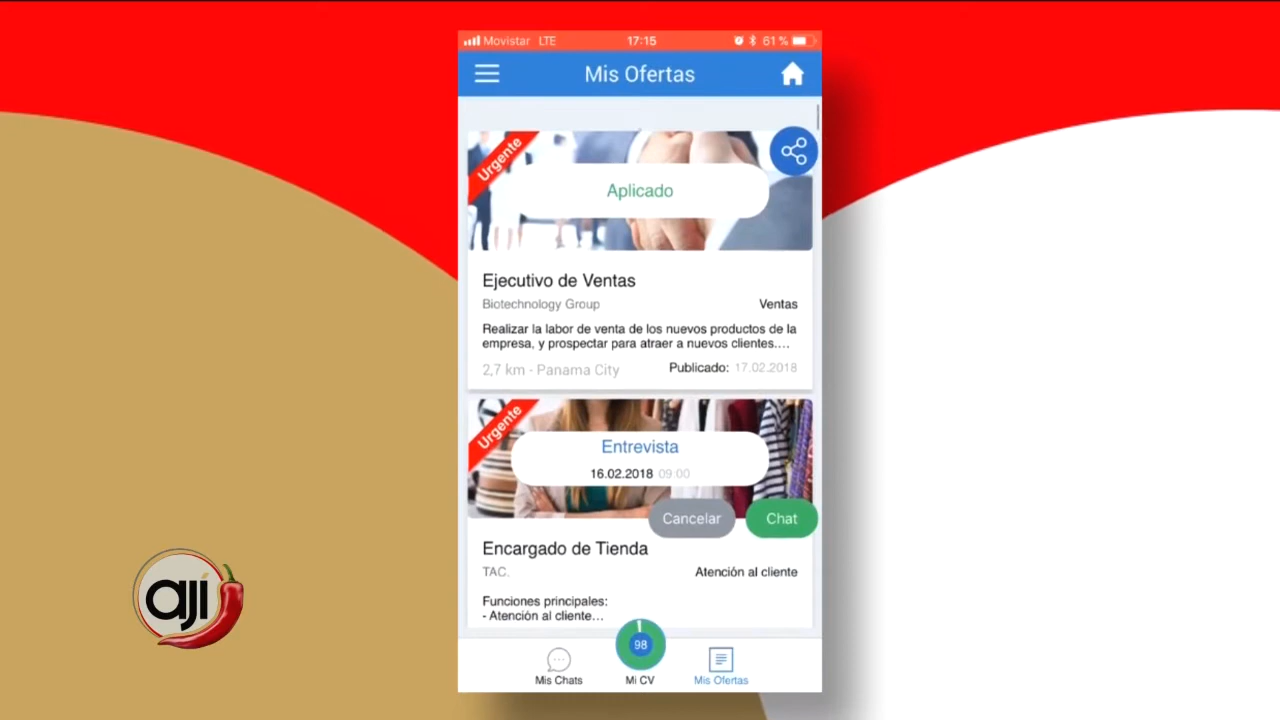 Movistar LTE 17:15 61 %
Mis Ofertas
Urgente
Aplicado
Ejecutivo de Ventas
Biotechnology Group Ventas
Realizar la labor de venta de los nuevos productos de la
empresa, y prospectar para atraer a nuevos clientes....
2,7 km - Panama City Publicado: 17.02.2018
Urgente
Entrevista
16.02.2018 09:00
Cancelar Chat
Encargado de Tienda
TAC. Atención al cliente
Funciones principales:
- Atención al cliente...
98
Mis Chats Mi CV Mis Ofertas
ají